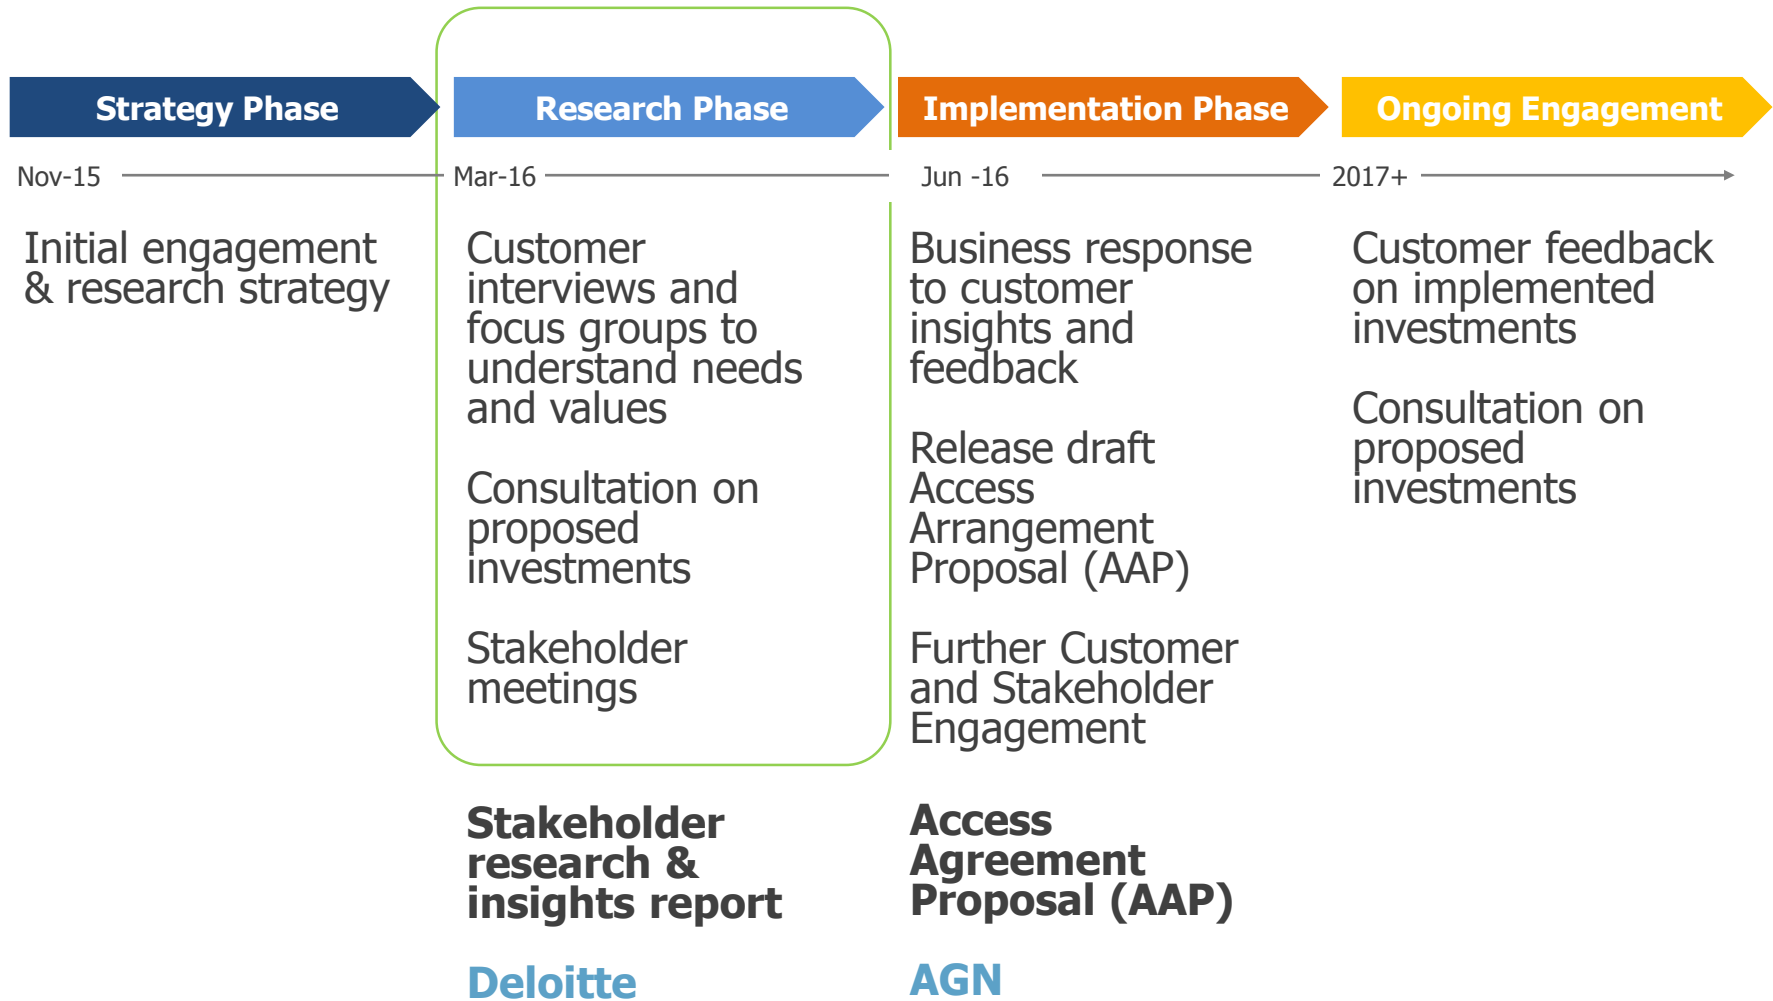 Strategy Phase
Research Phase
Implementation Phase
Ongoing Engagement
Nov-15
Mar-16
Jun -16
2017+
Initial engagement
& research strategy
Customer
interviews and
focus groups to
understand needs
and values
Consultation on
proposed
investments
Stakeholder
meetings
Stakeholder
research &
insights report
Deloitte
Business response
to customer
insights and
feedback
Release draft
Access
Arrangement
Proposal (AAP)
Further Customer
and Stakeholder
Engagement
Access
Agreement
Proposal (AAP)
AGN
Customer feedback
on implemented
investments
Consultation on
proposed
investments